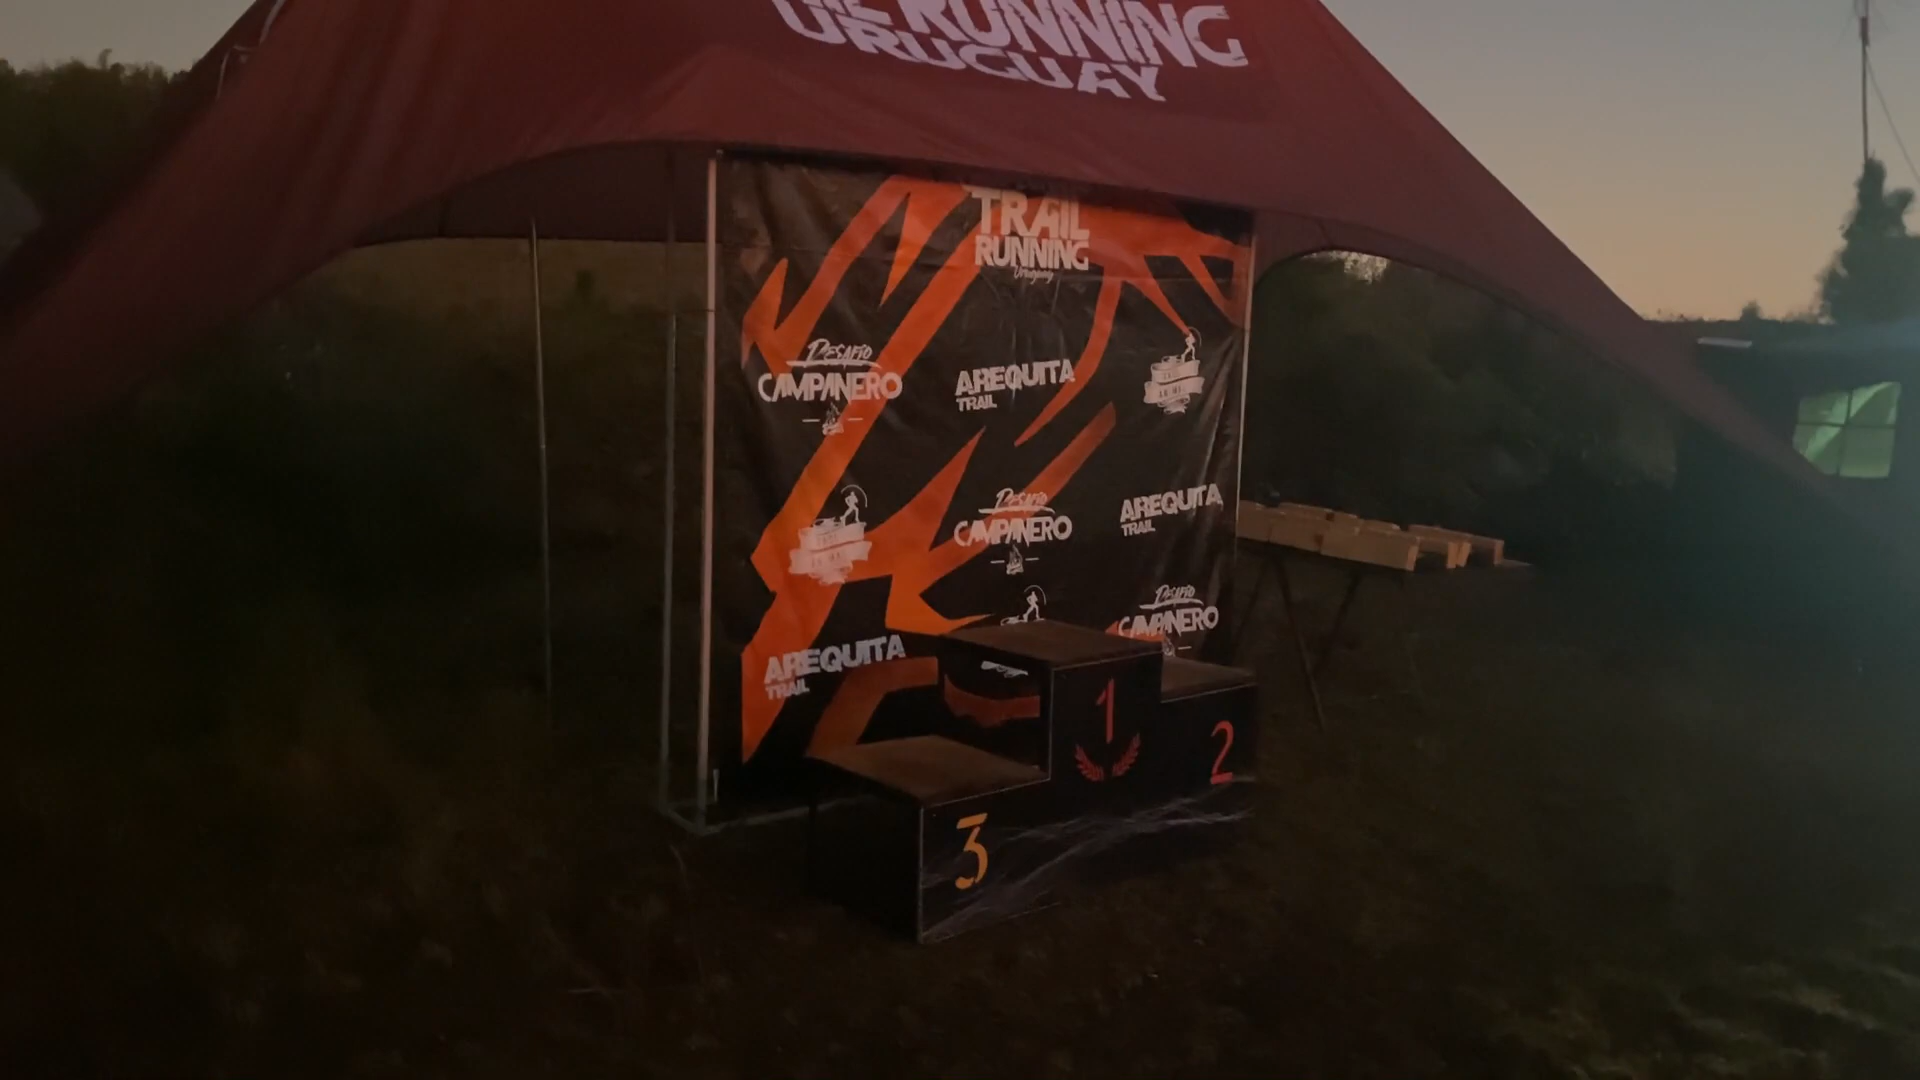 RUNNING
URUGUAY
TRAIL
RUNNING
Uruguay
DESAFÍO
CAMPANERO
AREQUITA
TRAIL
DESAFÍO
CAMPANERO
AREQUITA
TRAIL
DESAFÍO
CAMPANERO
AREQUITA
TRAIL
1
2
3